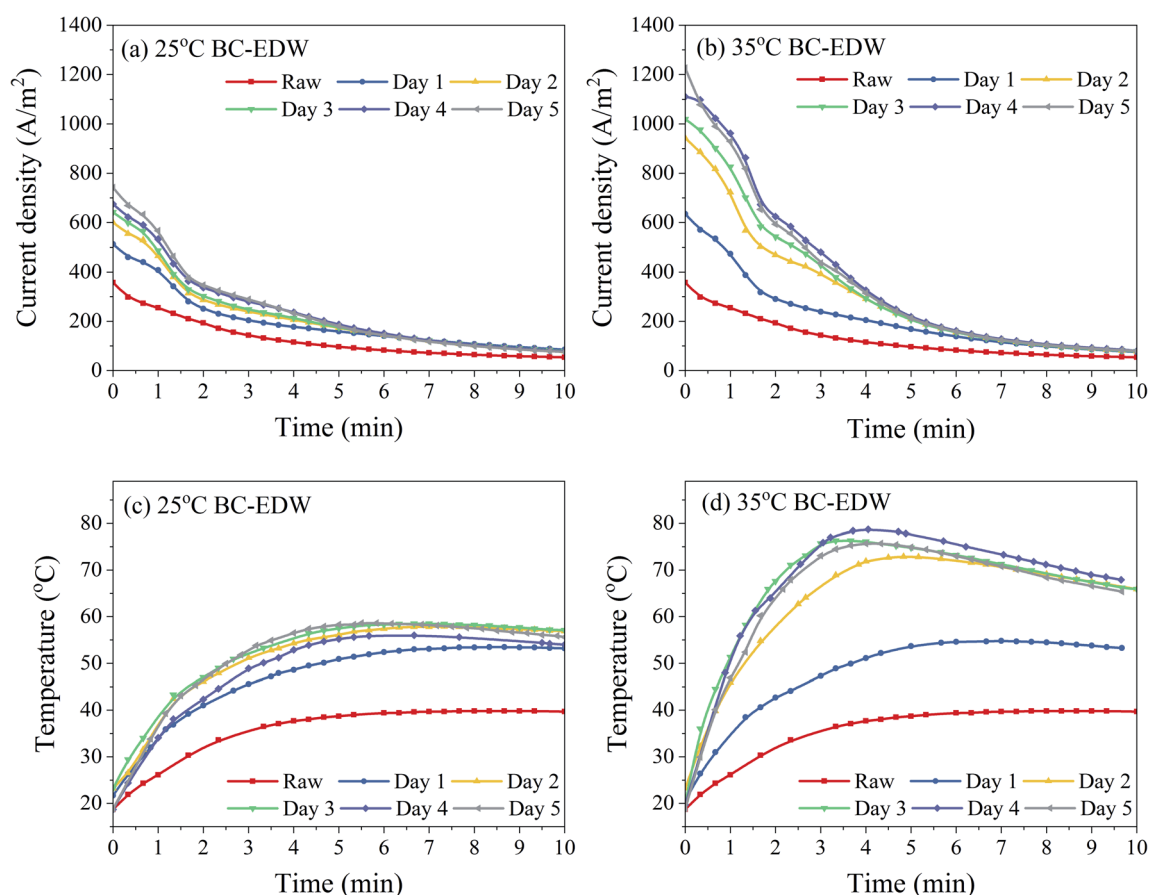 (a) 25°C BC-EDW
Raw Day 1 Day 2
Day 3 Day 4 Day 5
1400
1200
1000
800
600
400
200
0
Current density (A/m²)
0 1 2 3 4 5 6 7 8 9 10
Time (min)
(b) 35°C BC-EDW
Raw Day 1 Day 2
Day 3 Day 4 Day 5
1400
1200
1000
800
600
400
200
0
Current density (A/m²)
0 1 2 3 4 5 6 7 8 9 10
Time (min)
(c) 25°C BC-EDW
80
70
60
50
40
30
20
Temperature (°C)
Raw Day 1 Day 2
Day 3 Day 4 Day 5
0 1 2 3 4 5 6 7 8 9 10
Time (min)
(d) 35°C BC-EDW
80
70
60
50
40
30
20
Temperature (°C)
Raw Day 1 Day 2
Day 3 Day 4 Day 5
0 1 2 3 4 5 6 7 8 9 10
Time (min)